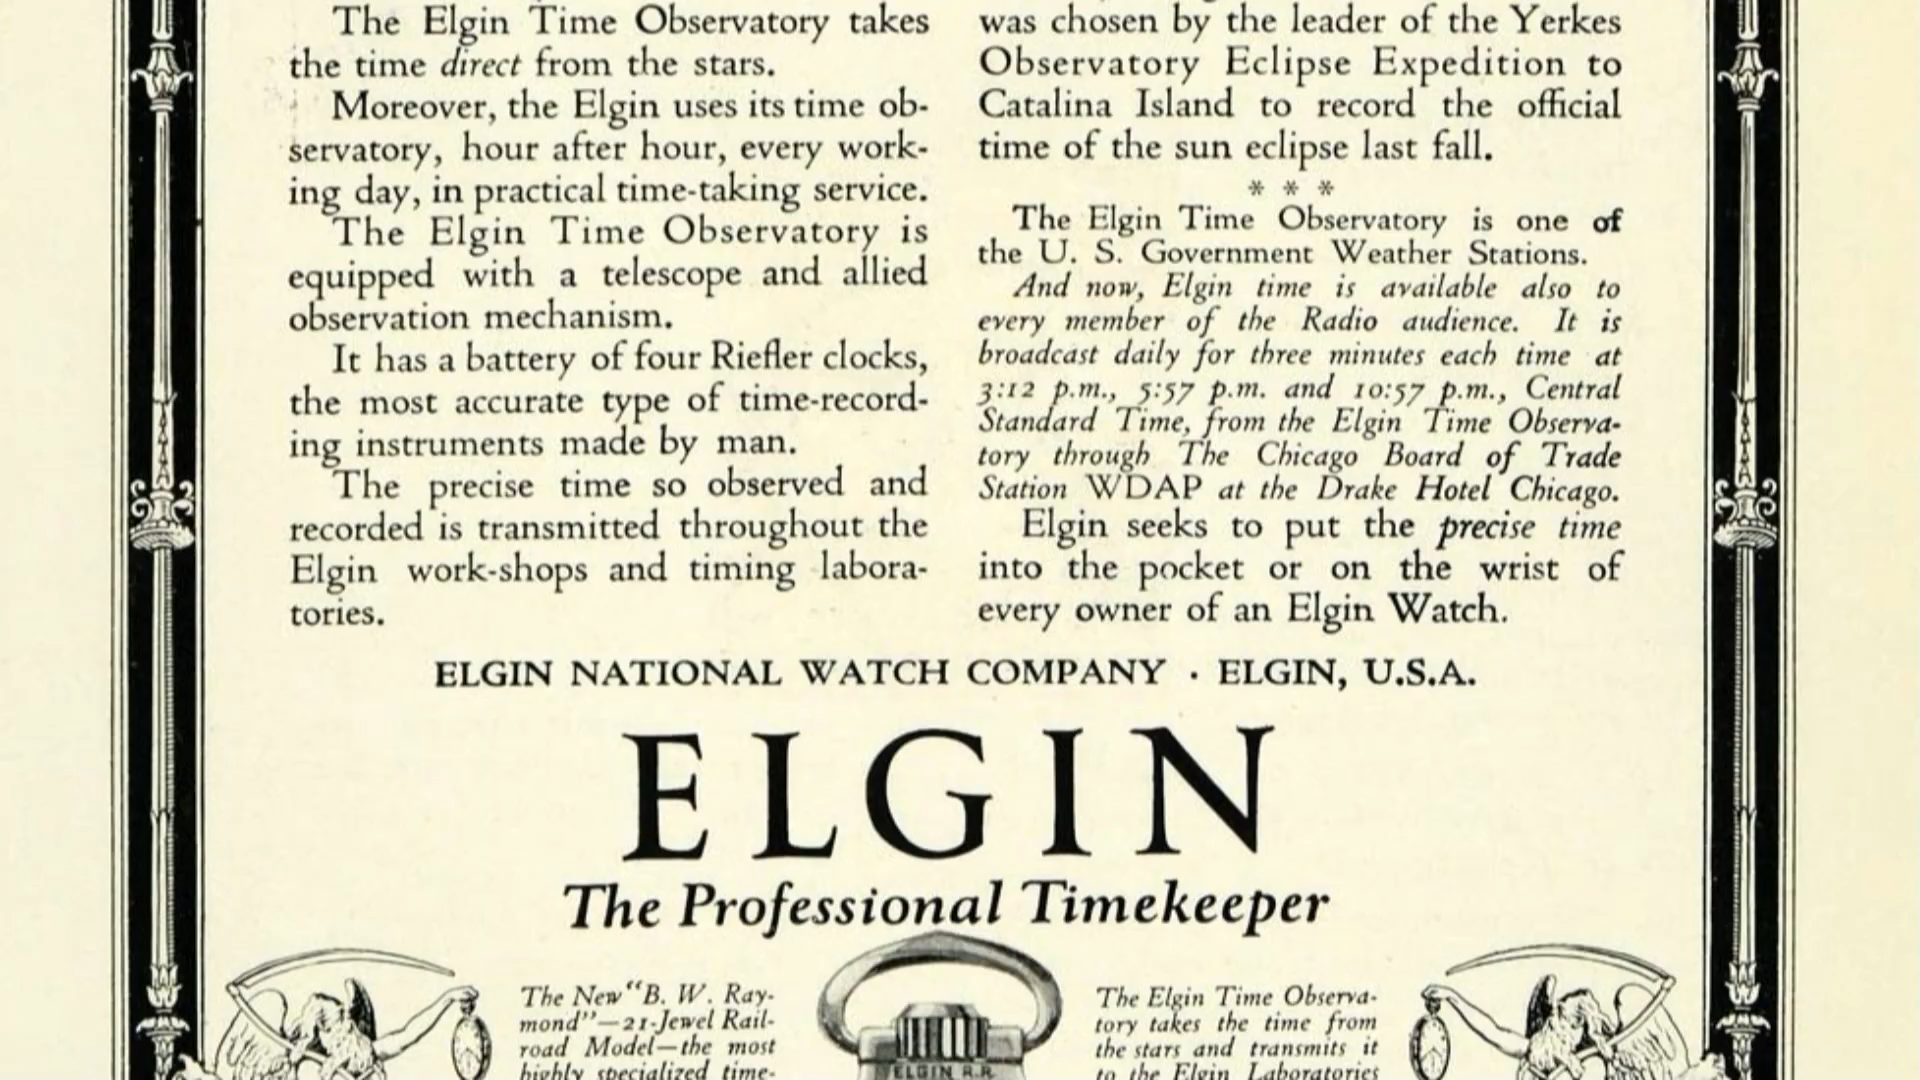 The Elgin Time Observatory takes
the time direct from the stars.
Moreover, the Elgin uses its time ob-
servatory, hour after hour, every work-
ing day, in practical time-taking service.
The Elgin Time Observatory is
equipped with a telescope and allied
observation mechanism.
It has a battery of four Riefler clocks,
the most accurate type of time-record-
ing instruments made by man.
The precise time so observed and
recorded is transmitted throughout the
Elgin work-shops and timing labora-
tories.
was chosen by the leader of the Yerkes
Observatory Eclipse Expedition to
Catalina Island to record the official
time of the sun eclipse last fall.
* * *
The Elgin Time Observatory is one of
the U. S. Government Weather Stations.
And now, Elgin time is available also to
every member of the Radio audience. It is
broadcast daily for three minutes each time at
3:12 p.m., 5:57 p.m. and 10:57 p.m., Central
Standard Time, from the Elgin Time Observa-
tory through The Chicago Board of Trade
Station WDAP at the Drake Hotel Chicago.
Elgin seeks to put the precise time
into the pocket or on the wrist of
every owner of an Elgin Watch.
ELGIN NATIONAL WATCH COMPANY · ELGIN, U.S.A.
ELGIN
The Professional Timekeeper
The New "B. W. Ray-
mond"—21-Jewel Rail-
road Model—the most
highly specialized time-
ELGIN R.R.
The Elgin Time Observa-
tory takes the time from
the stars and transmits it
to the Elgin Laboratories